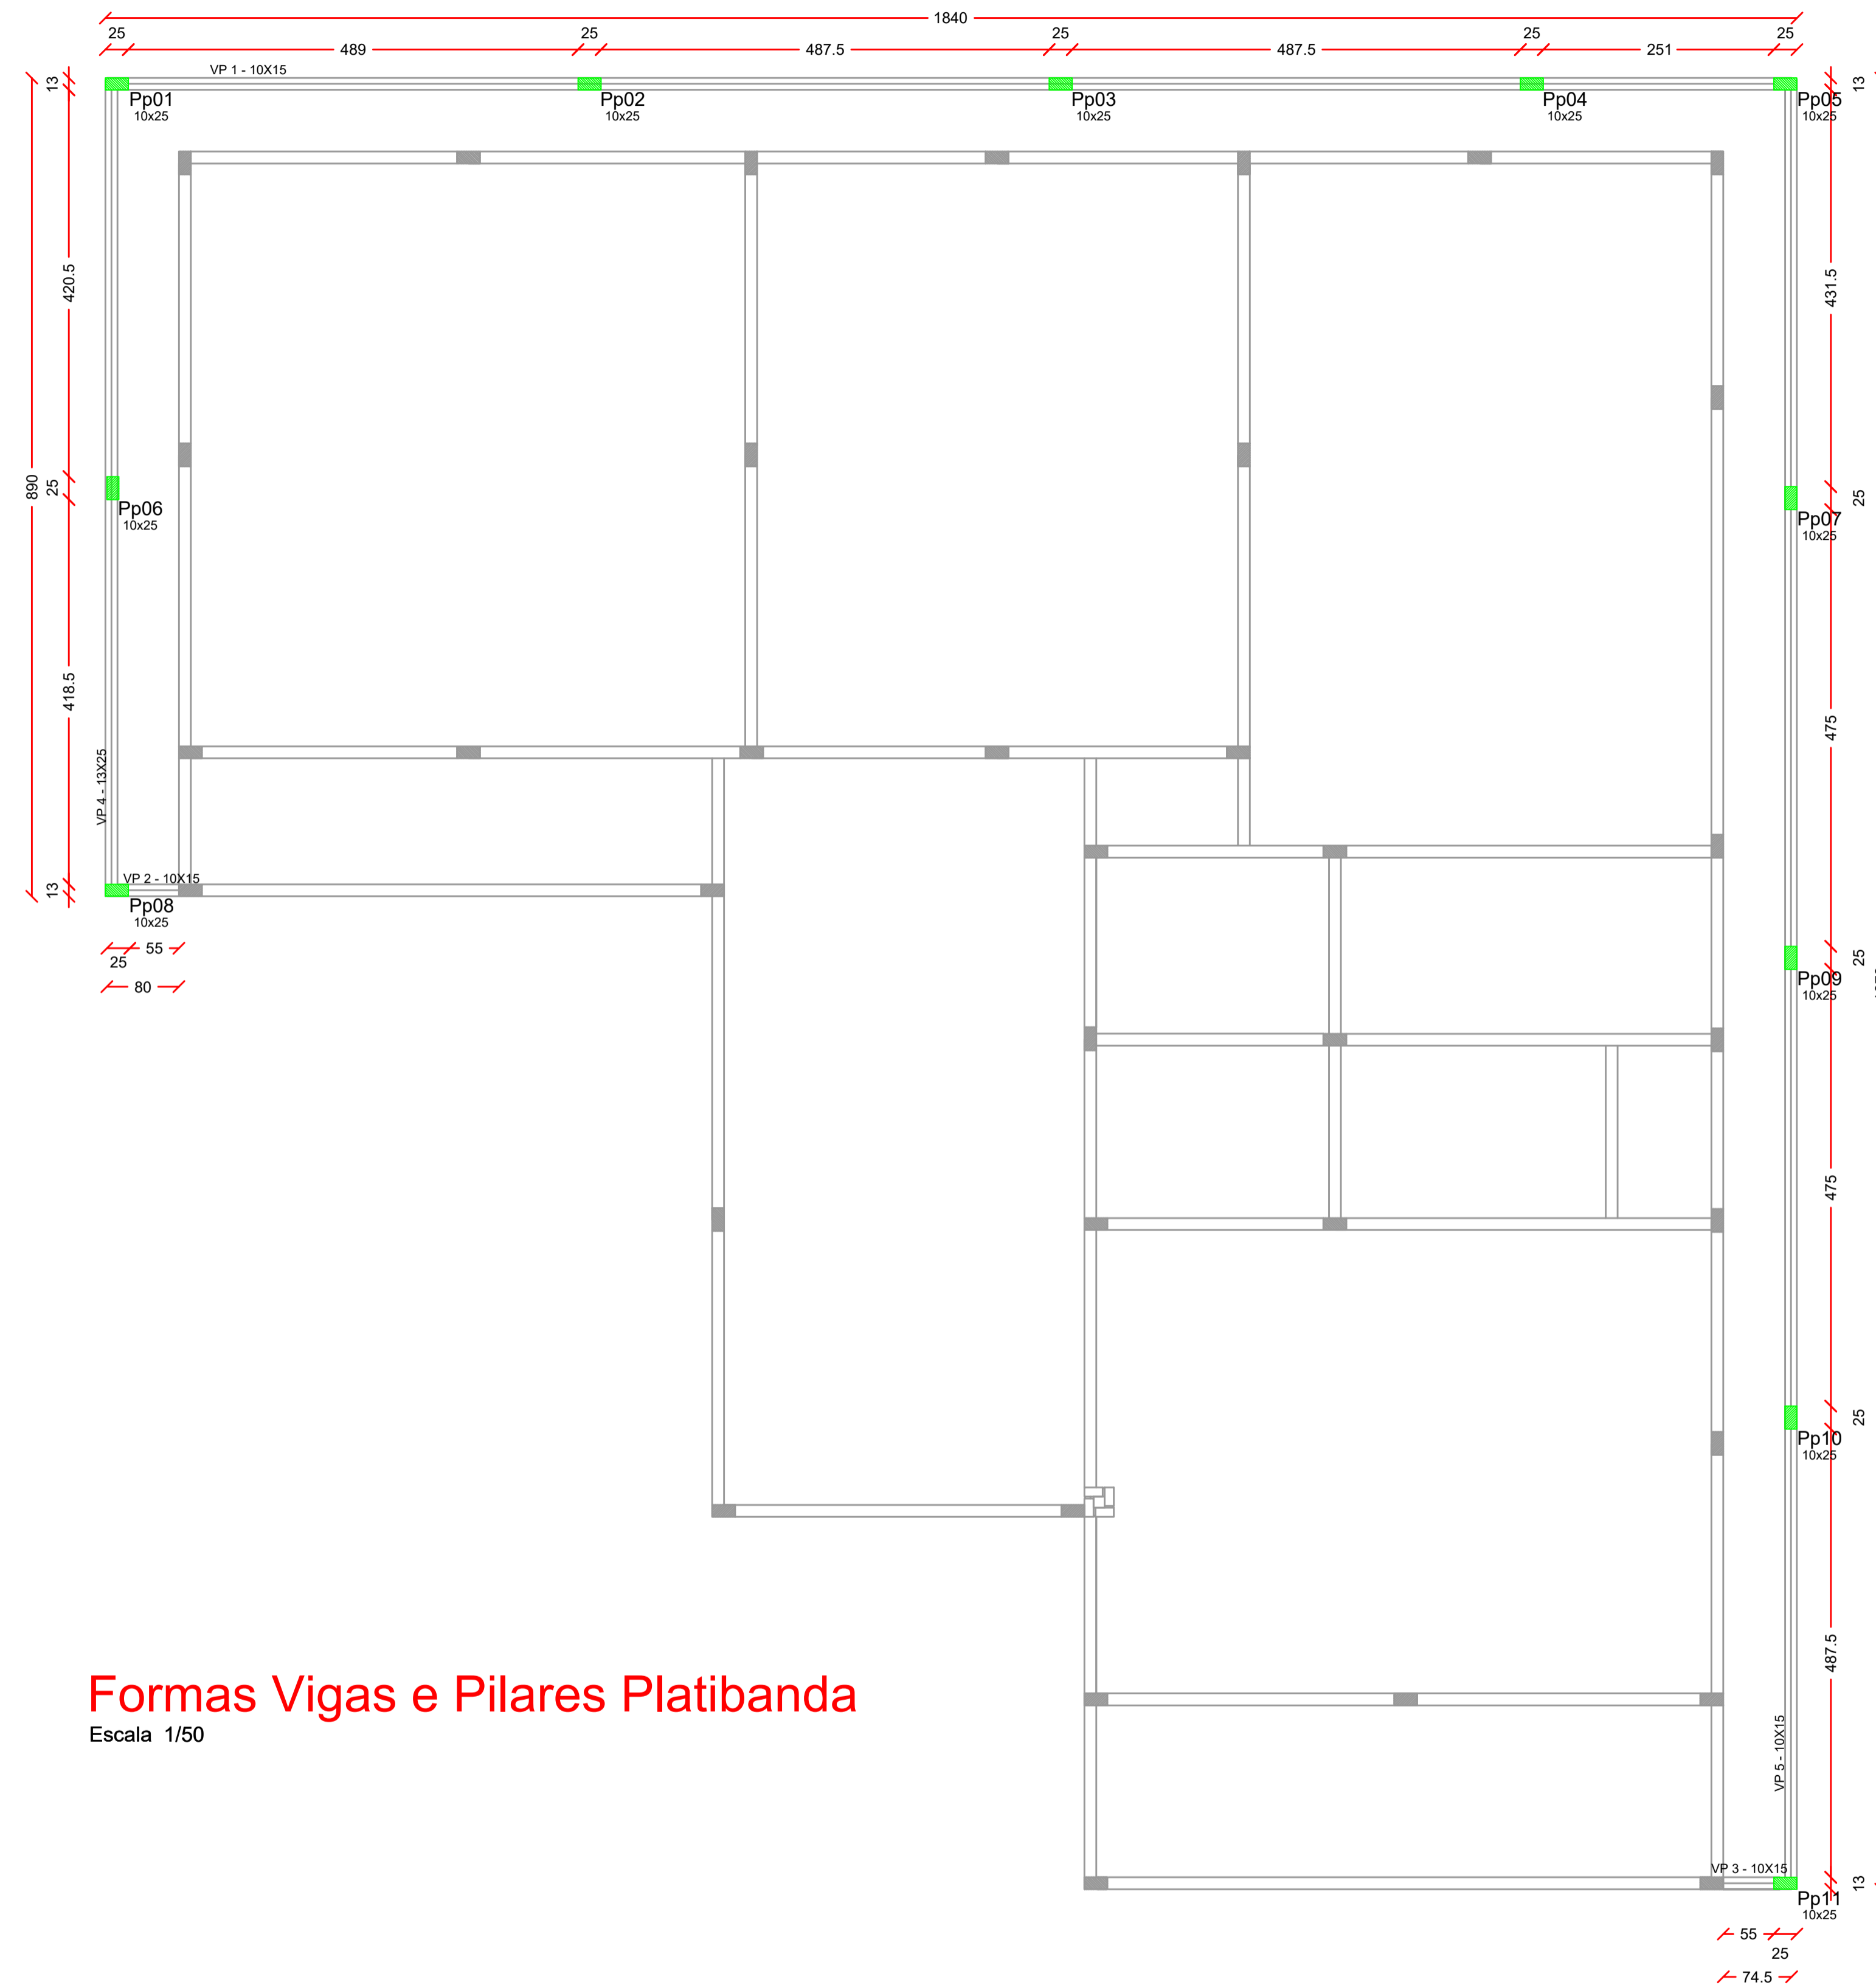 1840
25
25
25
25
25
489
487.5
487.5
251
VP 1 - 10X15
13
13
Pp01
10x25
Pp02
10x25
Pp03
10x25
Pp04
10x25
Pp05
10x25
420.5
431.5
890
25
25
Pp06
10x25
Pp07
10x25
418.5
475
VP 4 - 13X25
VP 2 - 10X15
13
Pp08
10x25
55
25
80
25
Pp09
10x25
475
25
Pp10
10x25
487.5
Formas Vigas e Pilares Platibanda
Escala 1/50
VP 5 - 10X15
VP 3 - 10X15
13
Pp11
10x25
55
25
74.5